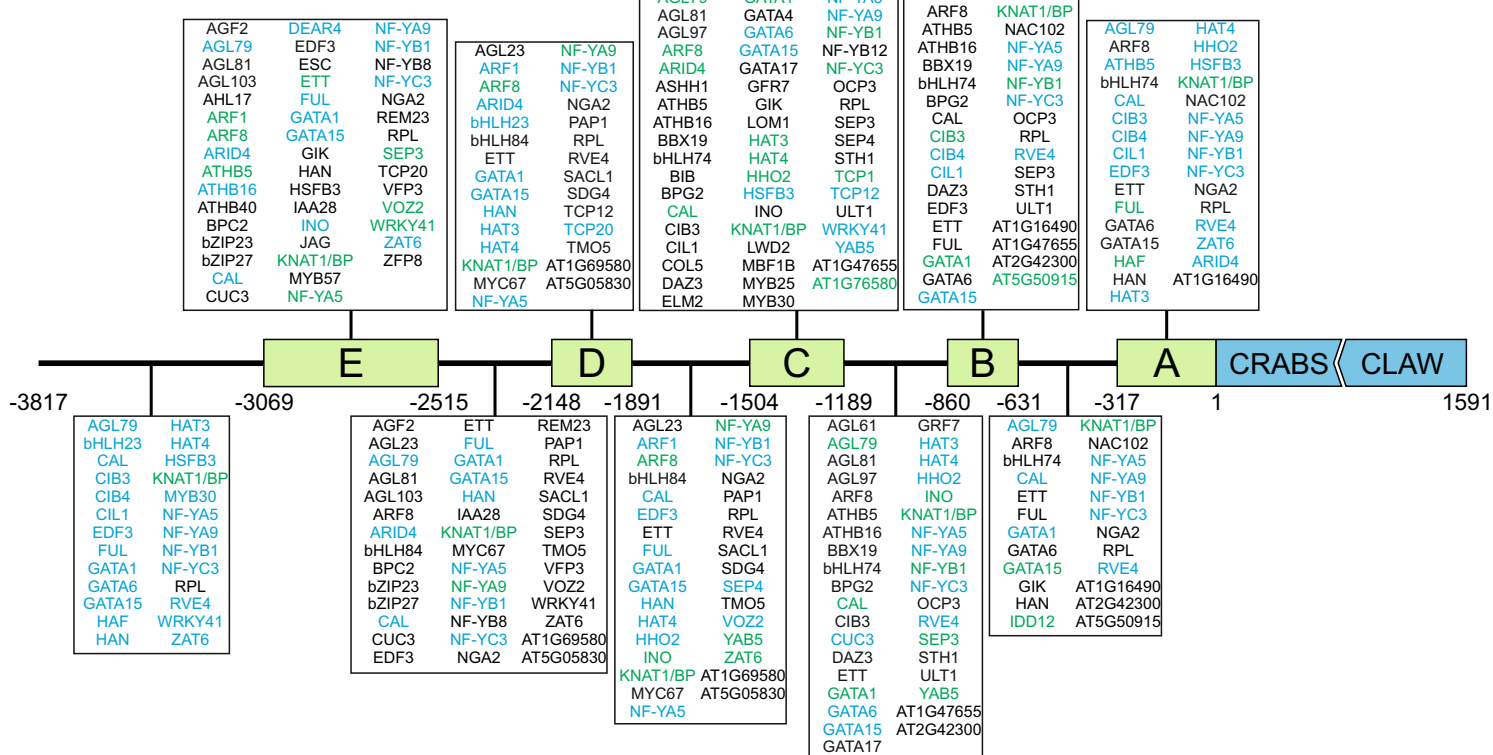 AGF2 DEAR4 NF-YA9
AGL79 EDF3 NF-YB1
AGL81 ESC NF-YB8
AGL103 ETT NF-YC3
AHL17 FUL NGA2
ARF1 GATA1 REM23
ARF8 GATA15 RPL
ARID4 GIK SEP3
ATHB5 HAN TCP20
ATHB16 HSFB3 VFP3
ATHB40 IAA28 VOZ2
BPC2 INO WRKY41
bZIP23 JAG ZAT6
bZIP27 KNAT1/BP ZFP8
CAL MYB57
CUC3 NF-YA5
AGL23 NF-YA9
ARF1 NF-YB1
ARF8 NF-YC3
ARID4 NGA2
bHLH23 PAP1
bHLH84 RPL
ETT RVE4
GATA1 SACL1
GATA15 SDG4
HAN TCP12
HAT3 TCP20
HAT4 TMO5
KNAT1/BP AT1G69580
MYC67 AT5G05830
NF-YA5
AGL81 GATA4 NF-YA9
AGL97 GATA6 NF-YB1
ARF8 GATA15 NF-YB12
ARID4 GATA17 NF-YC3
ASHH1 GFR7 OCP3
ATHB5 GIK RPL
ATHB16 LOM1 SEP3
BBX19 HAT3 SEP4
bHLH74 HAT4 STH1
BIB HHO2 TCP1
BPG2 HSFB3 TCP12
CAL INO ULT1
CIB3 KNAT1/BP WRKY41
CIL1 LWD2 YAB5
COL5 MBF1B AT1G47655
DAZ3 MYB25 AT1G76580
ELM2 MYB30
ARF8 KNAT1/BP
ATHB5 NAC102
ATHB16 NF-YA5
BBX19 NF-YA9
bHLH74 NF-YB1
BPG2 NF-YC3
CAL OCP3
CIB3 RPL
CIB4 RVE4
CIL1 SEP3
DAZ3 STH1
EDF3 ULT1
ETT AT1G16490
FUL AT1G47655
GATA1 AT2G42300
GATA6 AT5G50915
GATA15
AGL79 HAT4
ARF8 HHO2
ATHB5 HSFB3
bHLH74 KNAT1/BP
CAL NAC102
CIB3 NF-YA5
CIB4 NF-YA9
CIL1 NF-YB1
EDF3 NF-YC3
ETT NGA2
FUL RPL
GATA6 RVE4
GATA15 ZAT6
HAF ARID4
HAN AT1G16490
HAT3
E D C B A CRABS CLAW
-3817 -3069 -2515 -2148 -1891 -1504 -1189 -860 -631 -317 1 1591
AGL79 HAT3
bHLH23 HAT4
CAL HSFB3
CIB3 KNAT1/BP
CIB4 MYB30
CIL1 NF-YA5
EDF3 NF-YA9
FUL NF-YB1
GATA1 NF-YC3
GATA6 RPL
GATA15 RVE4
HAF WRKY41
HAN ZAT6
AGF2 ETT REM23
AGL23 FUL PAP1
AGL79 GATA1 RPL
AGL81 GATA15 RVE4
AGL103 HAN SACL1
ARF8 IAA28 SDG4
ARID4 KNAT1/BP SEP3
bHLH84 MYC67 TMO5
BPC2 NF-YA5 VFP3
bZIP23 NF-YA9 VOZ2
bZIP27 NF-YB1 WRKY41
CAL NF-YB8 ZAT6
CUC3 NF-YC3 AT1G69580
EDF3 NGA2 AT5G05830
AGL23 NF-YA9
ARF1 NF-YB1
ARF8 NF-YC3
bHLH84 NGA2
CAL PAP1
EDF3 RPL
ETT RVE4
FUL SACL1
GATA1 SDG4
GATA15 SEP4
HAN TMO5
HAT4 VOZ2
HHO2 YAB5
INO ZAT6
KNAT1/BP AT1G69580
MYC67 AT5G05830
NF-YA5
AGL61 GRF7
AGL79 HAT3
AGL81 HAT4
AGL97 HHO2
ARF8 INO
ATHB5 KNAT1/BP
ATHB16 NF-YA5
BBX19 NF-YA9
bHLH74 NF-YB1
BPG2 NF-YC3
CAL OCP3
CIB3 RVE4
CUC3 SEP3
DAZ3 STH1
ETT ULT1
GATA1 YAB5
GATA6 AT1G47655
GATA15 AT2G42300
GATA17
AGL79 KNAT1/BP
ARF8 NAC102
bHLH74 NF-YA5
CAL NF-YA9
ETT NF-YB1
FUL NF-YC3
GATA1 NGA2
GATA6 RPL
GATA15 RVE4
GIK AT1G16490
HAN AT2G42300
IDD12 AT5G50915